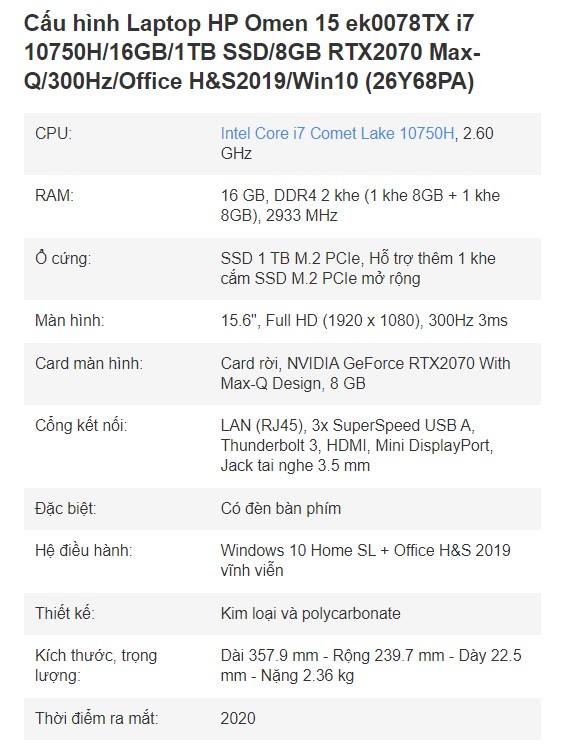 Cấu hình Laptop HP Omen 15 ek0078TX i7
10750H/16GB/1TB SSD/8GB RTX2070 Max-
Q/300Hz/Office H&S2019/Win10 (26Y68PA)
CPU:
Intel Core i7 Comet Lake 10750H, 2.60
GHz
RAM:
16 GB, DDR4 2 khe (1 khe 8GB + 1 khe
8GB), 2933 MHz
Ổ cứng:
SSD 1 TB M.2 PCIe, Hỗ trợ thêm 1 khe
cắm SSD M.2 PCIe mở rộng
Màn hình:
15.6", Full HD (1920 x 1080), 300Hz 3ms
Card màn hình:
Card rời, NVIDIA GeForce RTX2070 With
Max-Q Design, 8 GB
Cổng kết nối:
LAN (RJ45), 3x SuperSpeed USB A,
Thunderbolt 3, HDMI, Mini DisplayPort,
Jack tai nghe 3.5 mm
Đặc biệt:
Có đèn bàn phím
Hệ điều hành:
Windows 10 Home SL + Office H&S 2019
vĩnh viễn
Thiết kế:
Kim loại và polycarbonate
Kích thước, trọng
lượng:
Dài 357.9 mm - Rộng 239.7 mm - Dày 22.5
mm - Nặng 2.36 kg
Thời điểm ra mắt:
2020